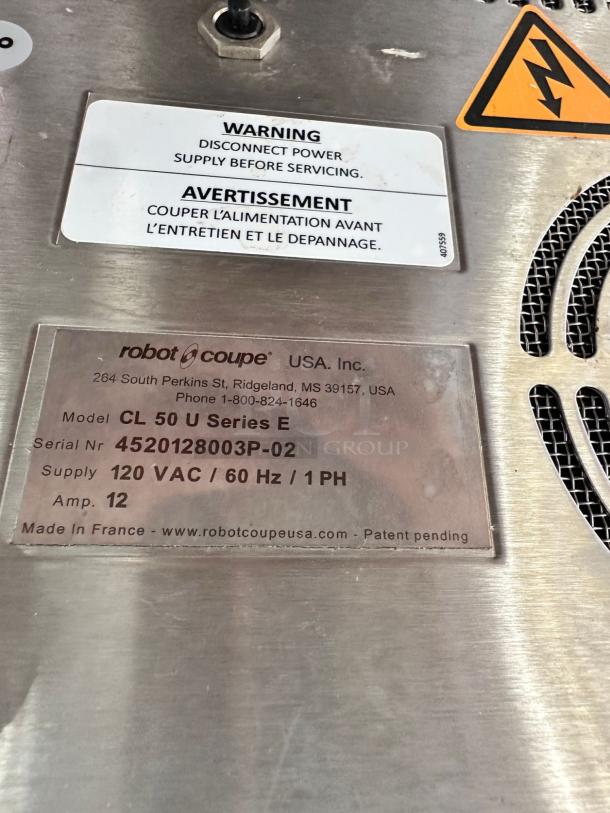 WARNING
DISCONNECT POWER
SUPPLY BEFORE SERVICING.
AVERTISSEMENT
COUPER L'ALIMENTATION AVANT
L'ENTRETIEN ET LE DEPANNAGE.
407559
robot coupe® USA. Inc.
264 South Perkins St, Ridgeland, MS 39157, USA
Phone 1-800-824-1646
Model CL 50 U Series E
Serial Nr 4520128003P-02
Supply 120 VAC / 60 Hz / 1 PH
Amp. 12
Made In France - www.robotcoupeusa.com - Patent pending
GROUP